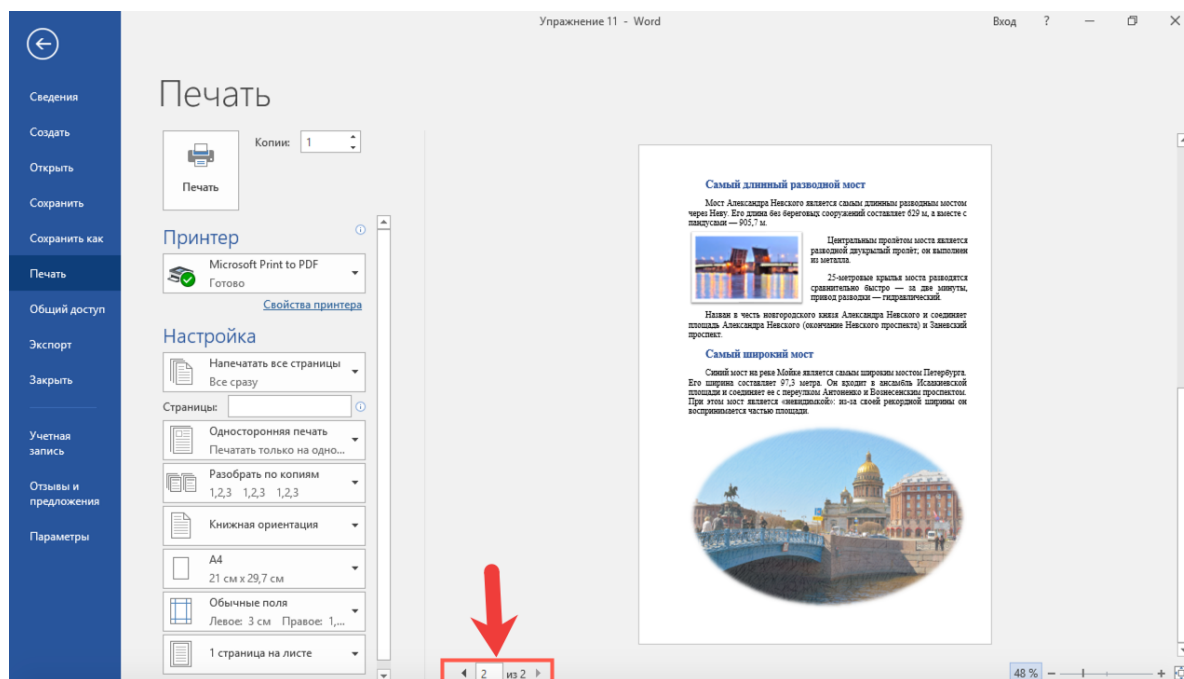 Упражнение 11 - Word
Вход ?
Сведения
Создать
Открыть
Сохранить
Сохранить как
Печать
Общий доступ
Экспорт
Закрыть
Учетная
запись
Отзывы и
предложения
Параметры
Печать
Печать
Копии: 1
Принтер
Microsoft Print to PDF
Готово
Свойства принтера
Настройка
Напечатать все страницы
Все сразу
Страницы:
Односторонняя печать
Печатать только на одно...
Разобрать по копиям
1,2,3 1,2,3 1,2,3
Книжная ориентация
A4
21 см x 29,7 см
Обычные поля
Левое: 3 см Правое: 1,...
1 страница на листе
Самый длинный разводной мост
Мост Александра Невского является самым длинным разводным мостом
через Неву. Его длина без береговых сооружений составляет 629 м, а вместе с
пандусами — 905,7 м.
Центральным пролётом моста является
разводной двукрылый пролёт; он выполнен
из металла.
25-метровые крылья моста разводятся
сравнительно быстро — за две минуты,
привод разводки — гидравлический.
Назван в честь новгородского князя Александра Невского и соединяет
площадь Александра Невского (окончание Невского проспекта) и Заневский
проспект.
Самый широкий мост
Синий мост на реке Мойке является самым широким мостом Петербурга.
Его ширина составляет 97,3 метра. Он входит в ансамбль Исаакиевской
площади и соединяет ее с переулком Антоненко и Вознесенским проспектом.
При этом мост является «невидимкой»: из-за своей рекордной ширины он
воспринимается частью площади.
2 из 2
48 %